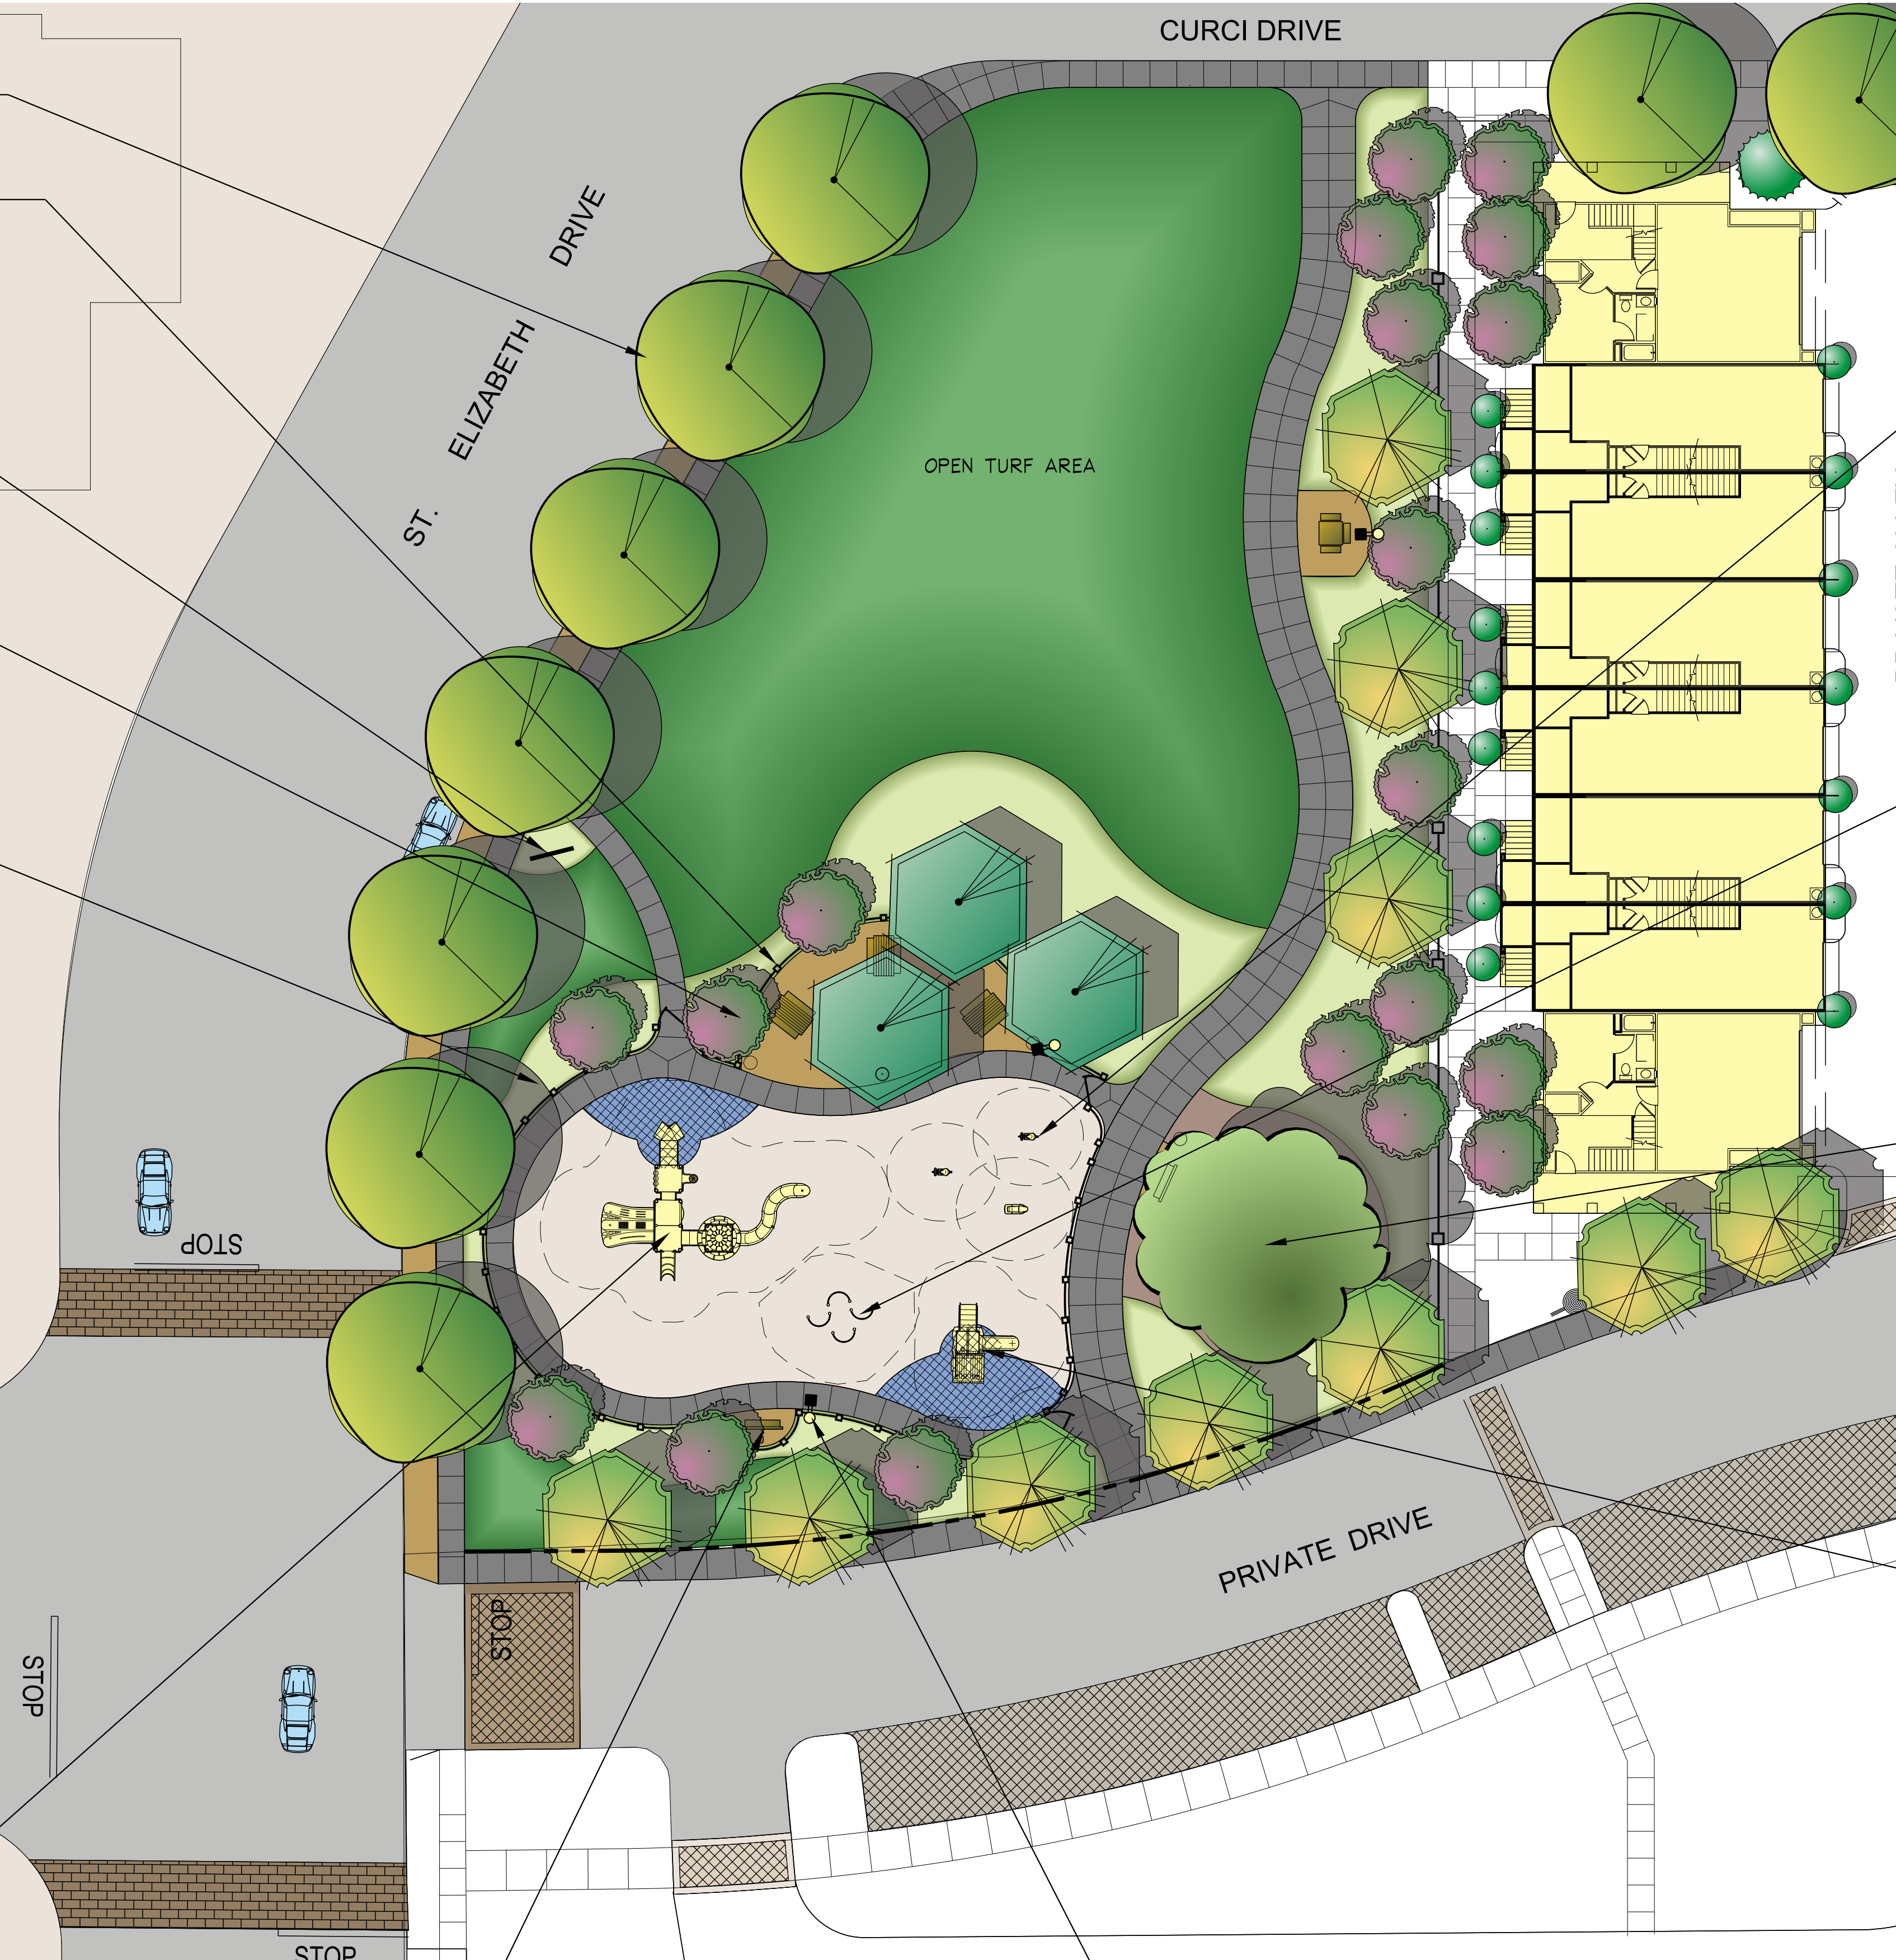 CURCI DRIVE
ST. ELIZABETH DRIVE
OPEN TURF AREA
STOP
PRIVATE DRIVE
STOP
STOP
STOP